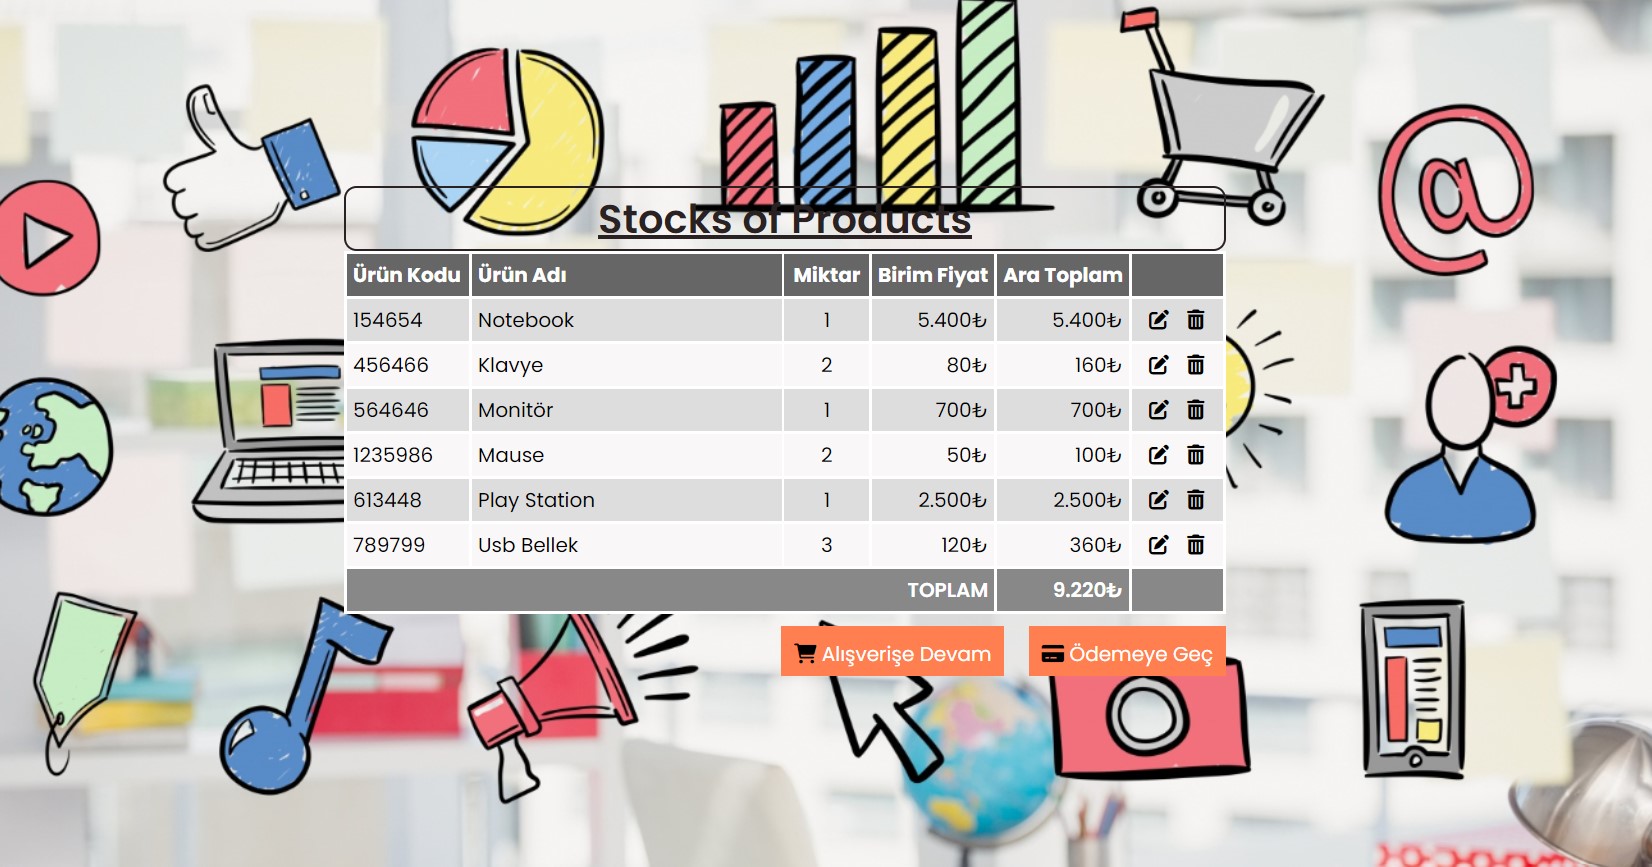 Stocks of Products
Ürün Kodu Ürün Adı Miktar Birim Fiyat Ara Toplam
154654 Notebook 1 5.400₺ 5.400₺
456466 Klavye 2 80₺ 160₺
564646 Monitör 1 700₺ 700₺
1235986 Mause 2 50₺ 100₺
613448 Play Station 1 2.500₺ 2.500₺
789799 Usb Bellek 3 120₺ 360₺
TOPLAM 9.220₺
Alışverişe Devam Ödemeye Geç